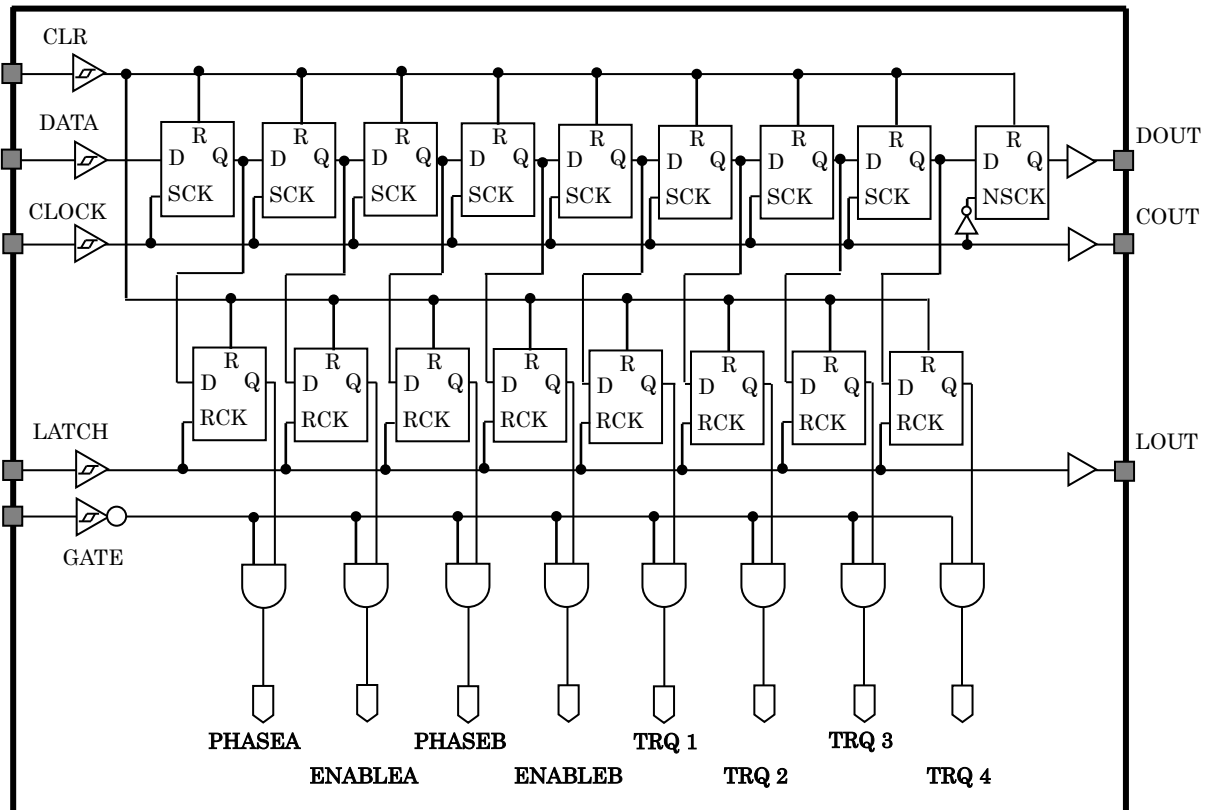 CLR
R R R R R R R R R
DATA
D Q D Q D Q D Q D Q D Q D Q D Q D Q
DOUT
SCK SCK SCK SCK SCK SCK SCK SCK NSCK
CLOCK
COUT
R R R R R R R R
D Q D Q D Q D Q D Q D Q D Q D Q
RCK RCK RCK RCK RCK RCK RCK RCK
LATCH
LOUT
GATE
PHASEA PHASEB TRQ 1 TRQ 3
ENABLEA ENABLEB TRQ 2 TRQ 4